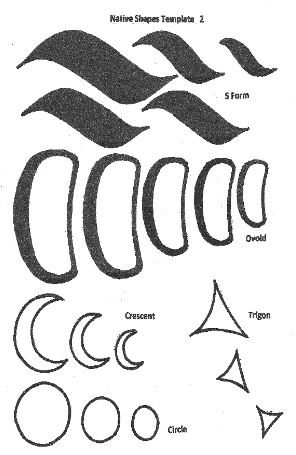 Native Shapes Template 2
S Form
Ovoid
Crescent
Trigon
Circle